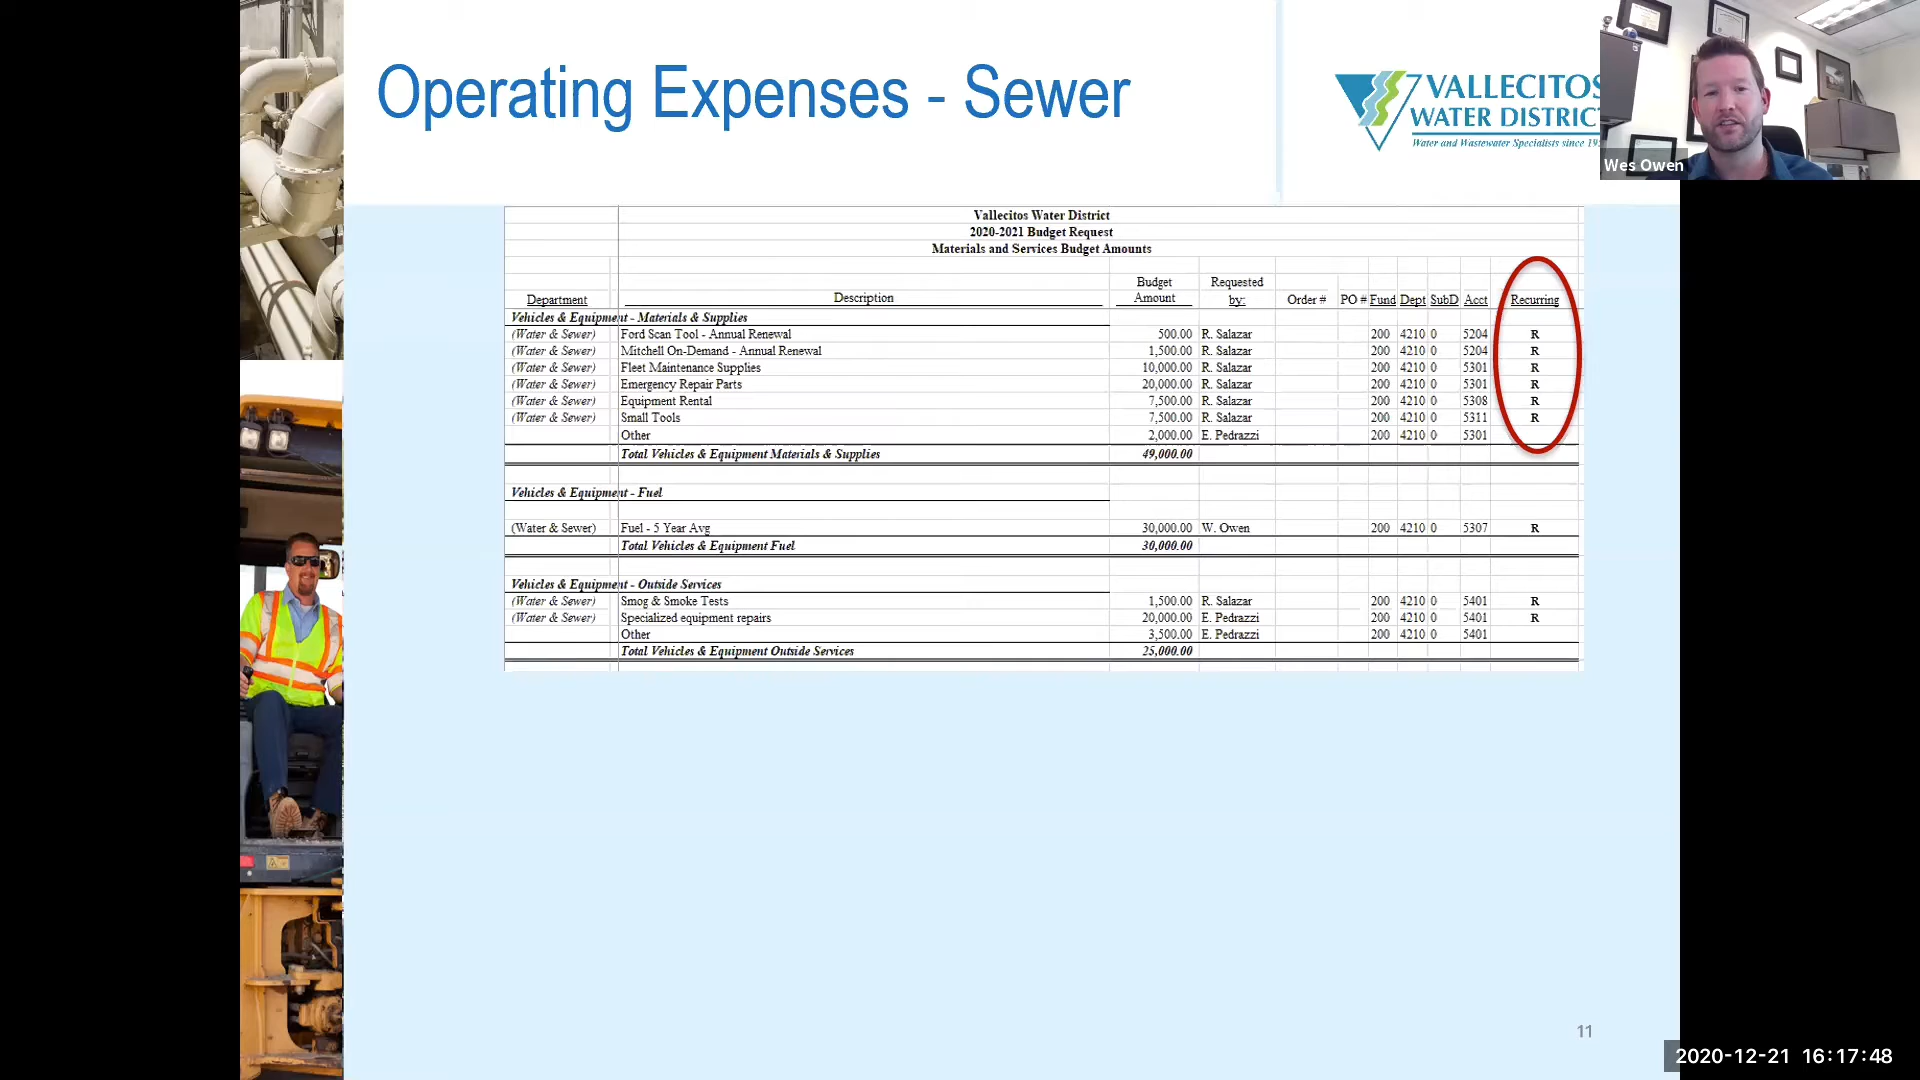 Operating Expenses - Sewer
VALLECITOS
WATER DISTRIC
Water and Wastewater Specialists since 19
Wes Owen
Vallecitos Water District
2020-2021 Budget Request
Materials and Services Budget Amounts
Department Description Budget Amount Requested by: Order # PO # Fund Dept SubD Acct Recurring
Vehicles & Equipment - Materials & Supplies
(Water & Sewer) Ford Scan Tool - Annual Renewal 500.00 R. Salazar 200 4210 0 5204 R
(Water & Sewer) Mitchell On-Demand - Annual Renewal 1,500.00 R. Salazar 200 4210 0 5204 R
(Water & Sewer) Fleet Maintenance Supplies 10,000.00 R. Salazar 200 4210 0 5301 R
(Water & Sewer) Emergency Repair Parts 20,000.00 R. Salazar 200 4210 0 5301 R
(Water & Sewer) Equipment Rental 7,500.00 R. Salazar 200 4210 0 5308 R
(Water & Sewer) Small Tools 7,500.00 R. Salazar 200 4210 0 5311 R
Other 2,000.00 E. Pedrazzi 200 4210 0 5301
Total Vehicles & Equipment Materials & Supplies 49,000.00
Vehicles & Equipment - Fuel
(Water & Sewer) Fuel - 5 Year Avg 30,000.00 W. Owen 200 4210 0 5307 R
Total Vehicles & Equipment Fuel 30,000.00
Vehicles & Equipment - Outside Services
(Water & Sewer) Smog & Smoke Tests 1,500.00 R. Salazar 200 4210 0 5401 R
(Water & Sewer) Specialized equipment repairs 20,000.00 E. Pedrazzi 200 4210 0 5401 R
Other 3,500.00 E. Pedrazzi 200 4210 0 5401
Total Vehicles & Equipment Outside Services 25,000.00
11
2020-12-21 16:17:48